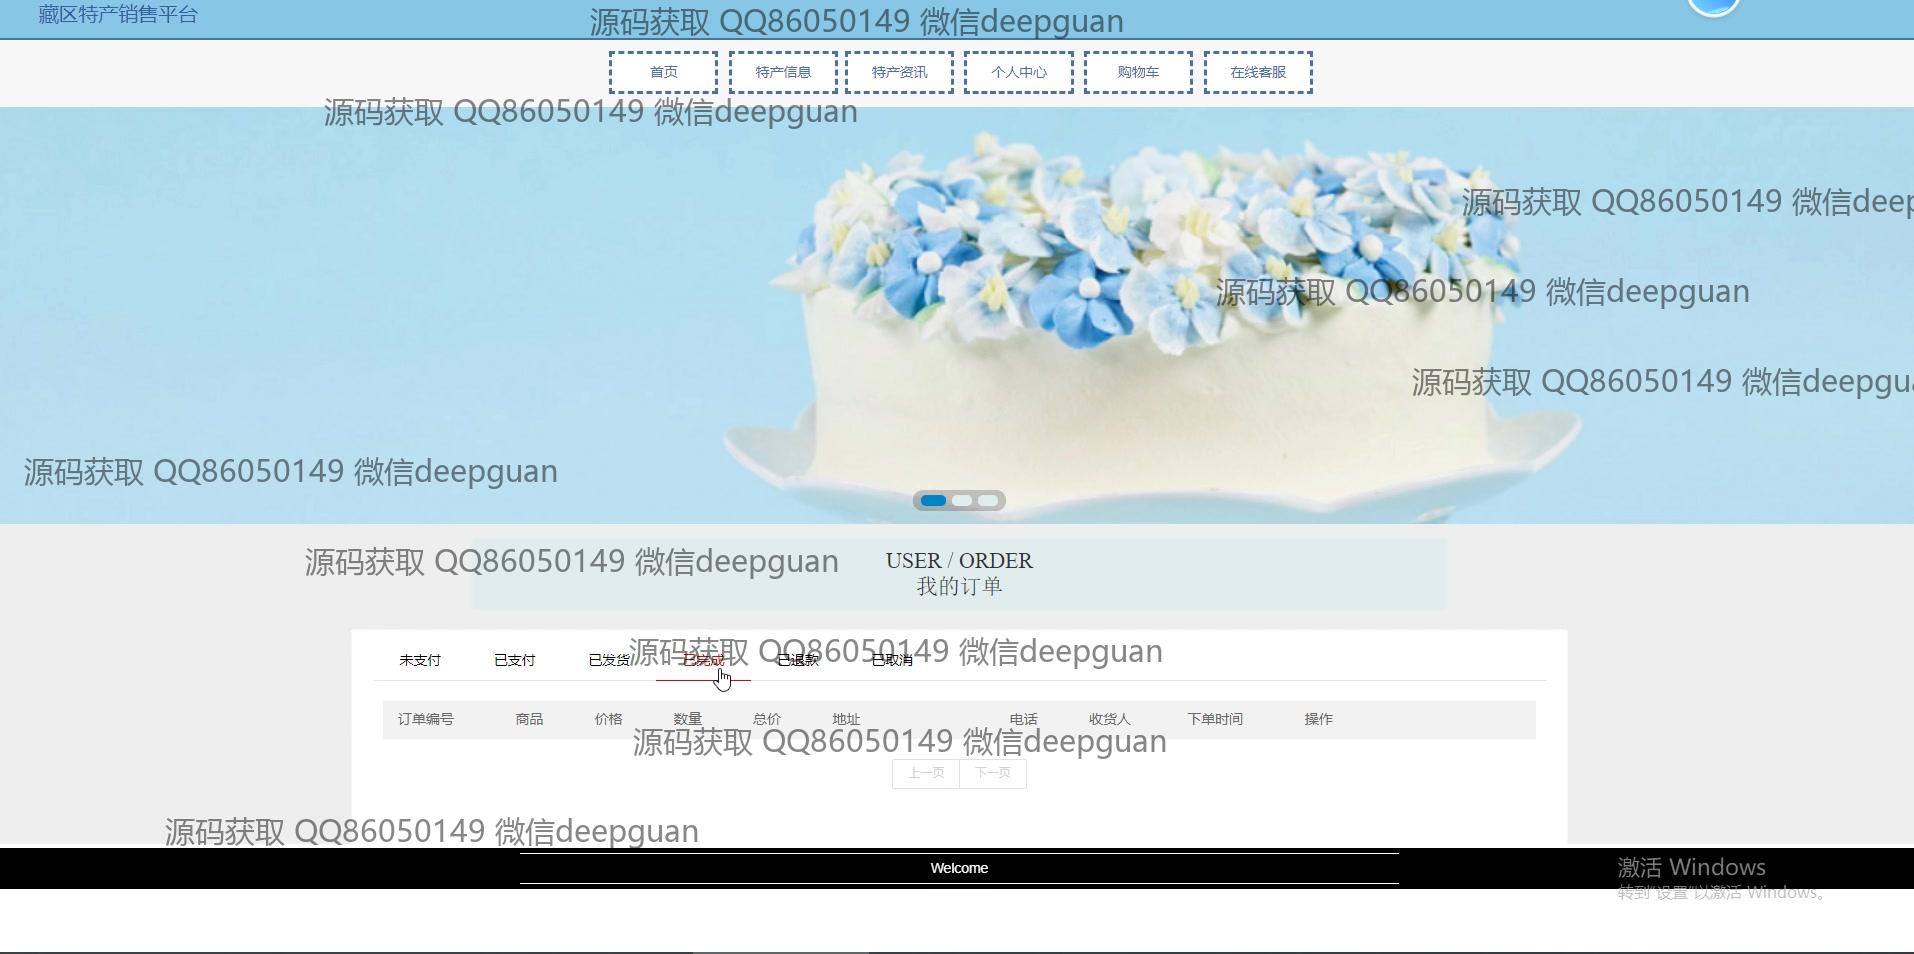 藏区特产销售平台
源码获取 QQ86050149 微信deepguan
首页
特产信息
特产资讯
个人中心
购物车
在线客服
源码获取 QQ86050149 微信deepguan
源码获取 QQ86050149 微信deep
源码获取 QQ86050149 微信deepguan
源码获取 QQ86050149 微信deepgu
源码获取 QQ86050149 微信deepguan
源码获取 QQ86050149 微信deepguan
USER / ORDER
我的订单
源码获取 QQ86050149 微信deepguan
未支付
已支付
已发货
已完成
已退款
已取消
订单编号
商品
价格
数量
总价
地址
电话
收货人
下单时间
操作
源码获取 QQ86050149 微信deepguan
上一页
下一页
源码获取 QQ86050149 微信deepguan
Welcome
激活 Windows
转到"设置"以激活 Windows。